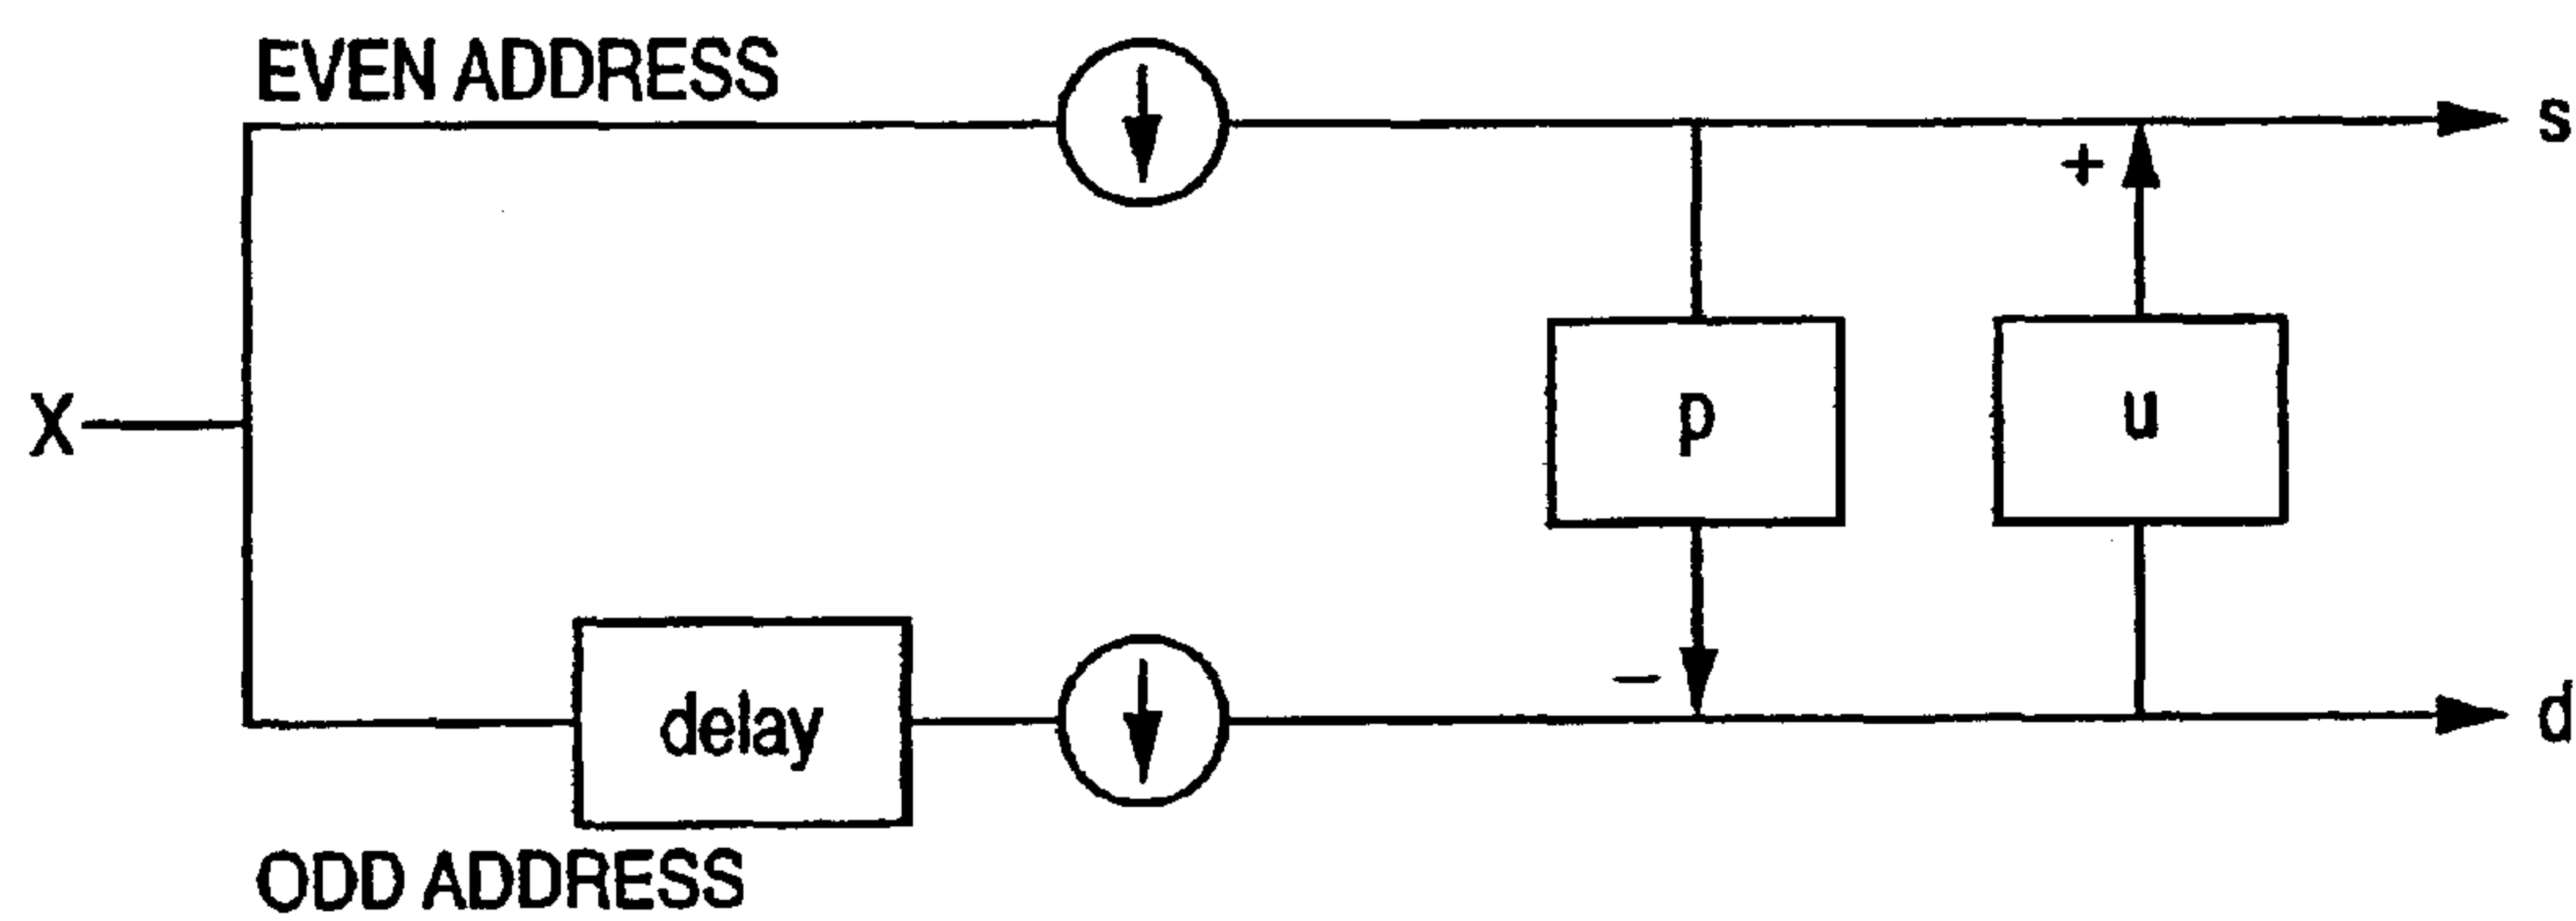 EVEN ADDRESS
s
+
X
p
u
−
delay
d
ODD ADDRESS